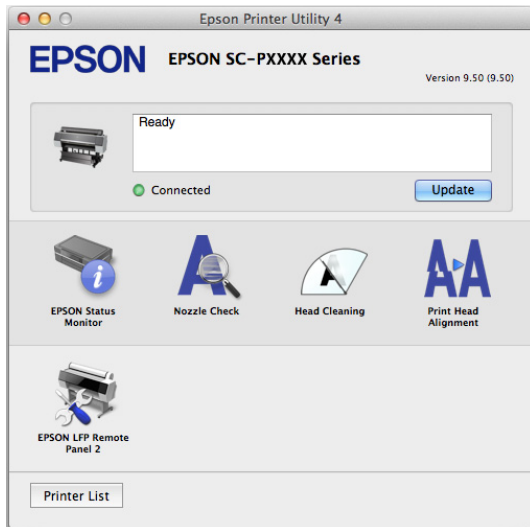 Epson Printer Utility 4
EPSON
EPSON SC-PXXXX Series
Version 9.50 (9.50)
Ready
Connected
Update
EPSON Status
Monitor
Nozzle Check
Head Cleaning
Print Head
Alignment
EPSON LFP Remote
Panel 2
Printer List